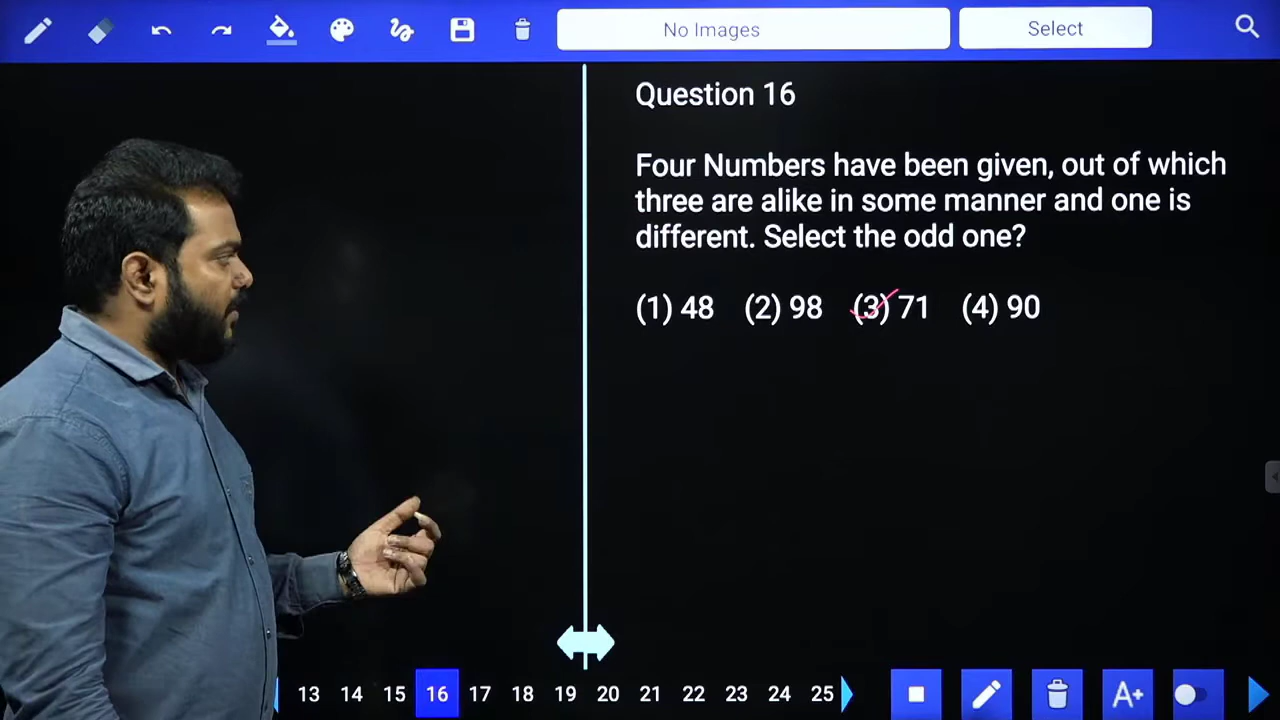 No Images
Select
Question 16
Four Numbers have been given, out of which
three are alike in some manner and one is
different. Select the odd one?
(1) 48 (2) 98 (3) 71 (4) 90
13 14 15 16 17 18 19 20 21 22 23 24 25
A+